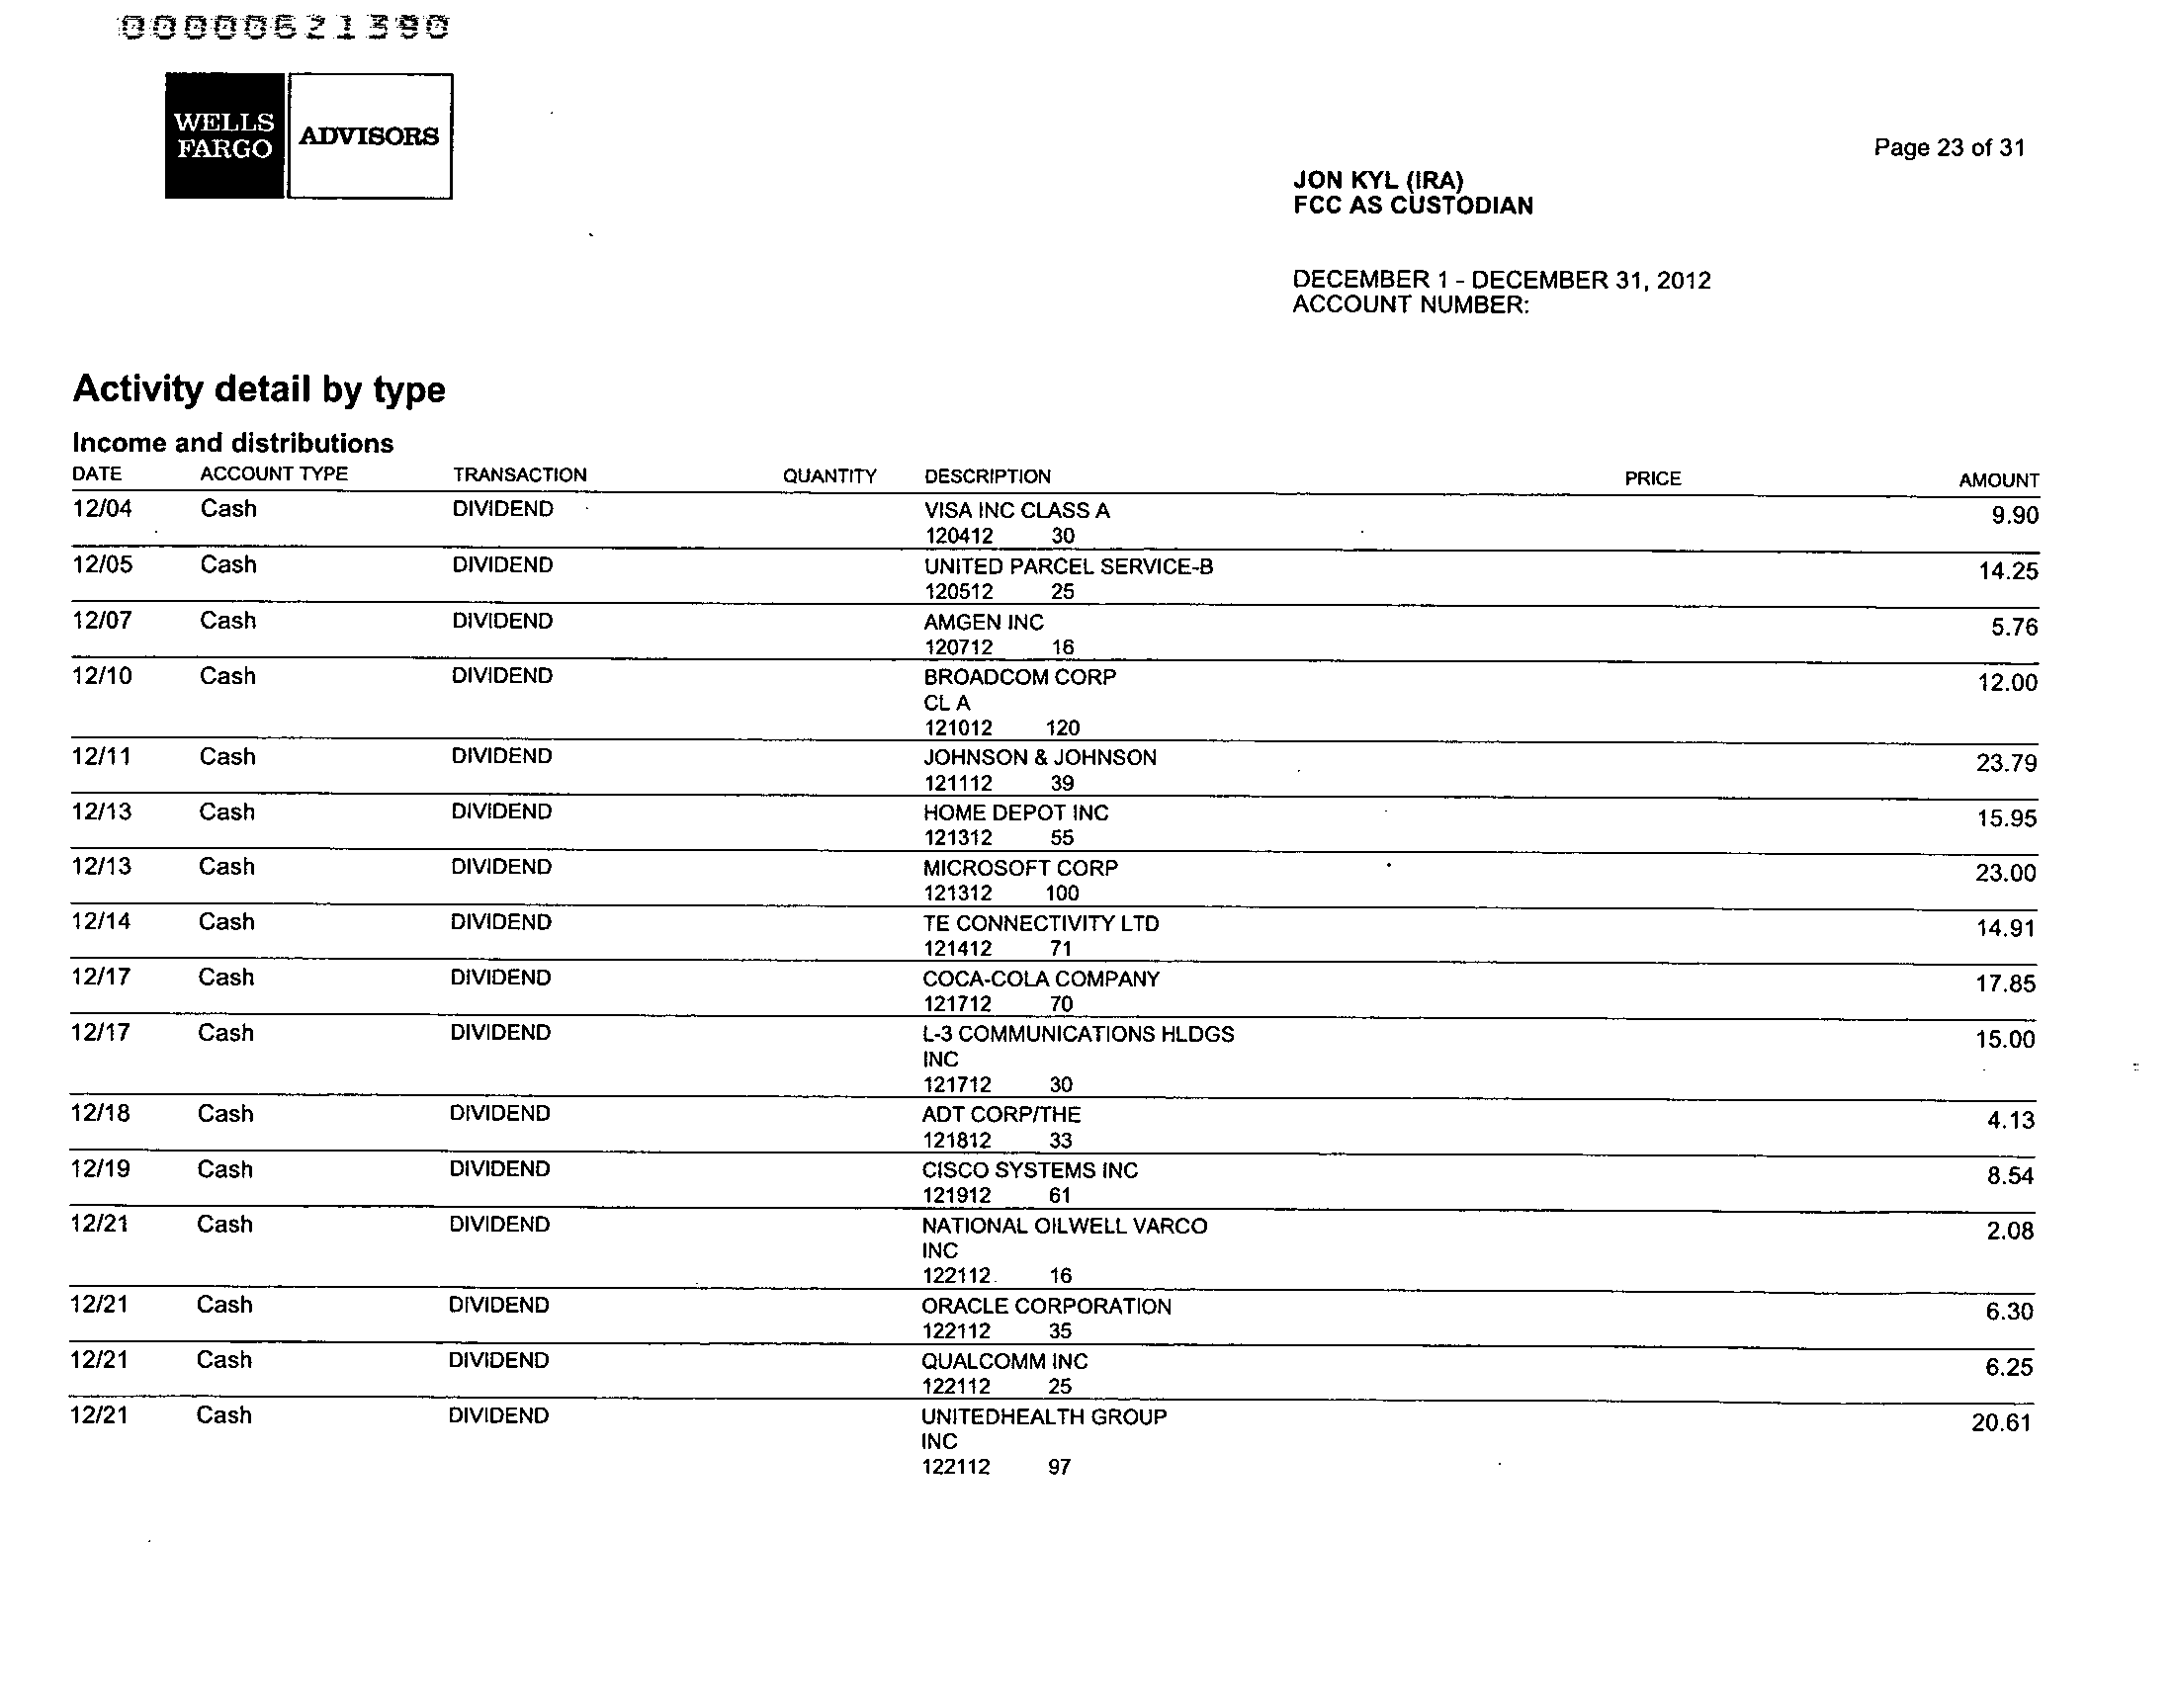 00000621390
WELLS
FARGO
ADVISORS
Page 23 of 31
JON KYL (IRA)
FCC AS CUSTODIAN
DECEMBER 1 - DECEMBER 31, 2012
ACCOUNT NUMBER:
Activity detail by type
Income and distributions
DATE ACCOUNT TYPE TRANSACTION QUANTITY DESCRIPTION PRICE AMOUNT
12/04 Cash DIVIDEND VISA INC CLASS A 9.90
120412 30
12/05 Cash DIVIDEND UNITED PARCEL SERVICE-B 14.25
120512 25
12/07 Cash DIVIDEND AMGEN INC 5.76
120712 16
12/10 Cash DIVIDEND BROADCOM CORP 12.00
CL A
121012 120
12/11 Cash DIVIDEND JOHNSON & JOHNSON 23.79
121112 39
12/13 Cash DIVIDEND HOME DEPOT INC 15.95
121312 55
12/13 Cash DIVIDEND MICROSOFT CORP 23.00
121312 100
12/14 Cash DIVIDEND TE CONNECTIVITY LTD 14.91
121412 71
12/17 Cash DIVIDEND COCA-COLA COMPANY 17.85
121712 70
12/17 Cash DIVIDEND L-3 COMMUNICATIONS HLDGS 15.00
INC
121712 30
12/18 Cash DIVIDEND ADT CORP/THE 4.13
121812 33
12/19 Cash DIVIDEND CISCO SYSTEMS INC 8.54
121912 61
12/21 Cash DIVIDEND NATIONAL OILWELL VARCO 2.08
INC
122112 16
12/21 Cash DIVIDEND ORACLE CORPORATION 6.30
122112 35
12/21 Cash DIVIDEND QUALCOMM INC 6.25
122112 25
12/21 Cash DIVIDEND UNITEDHEALTH GROUP 20.61
INC
122112 97